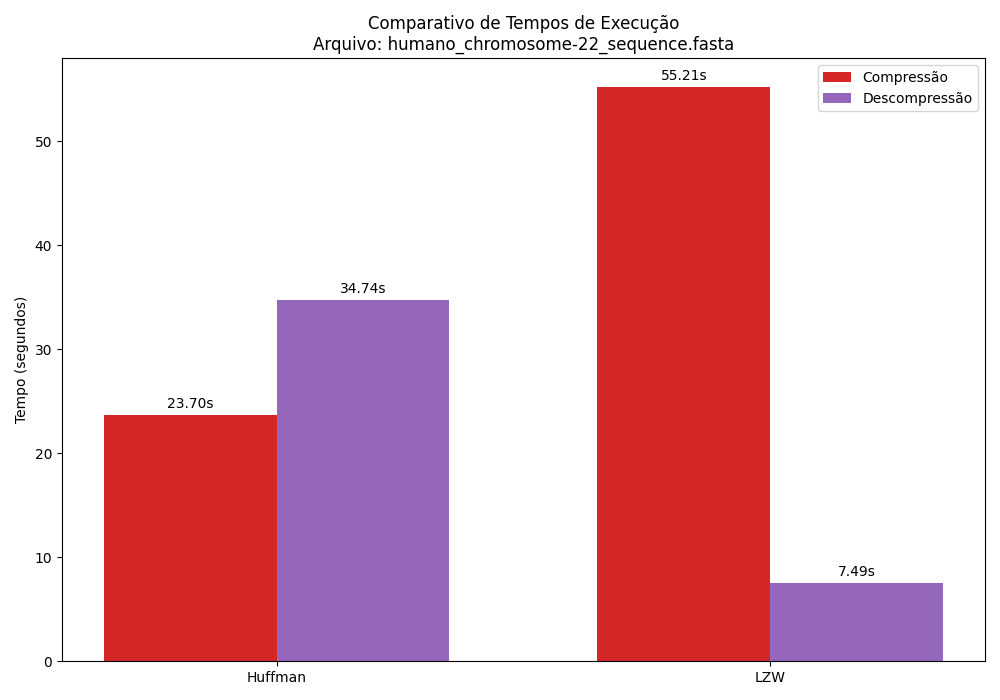 Comparativo de Tempos de Execução
Arquivo: humano_chromosome-22_sequence.fasta
Compressão
Descompressão
55.21s
34.74s
23.70s
7.49s
Tempo (segundos)
50
40
30
20
10
0
Huffman
LZW